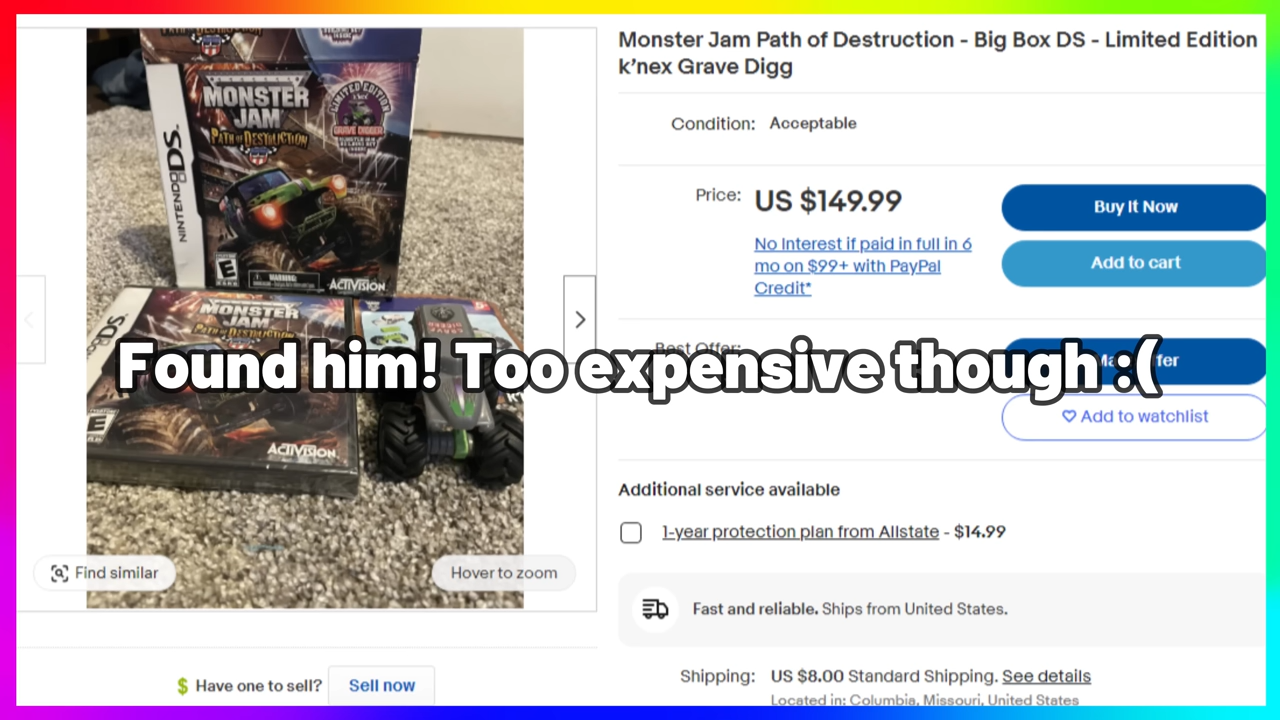 Monster Jam Path of Destruction - Big Box DS - Limited Edition
k'nex Grave Digg
Condition: Acceptable
Price: US $149.99
Buy It Now
No Interest if paid in full in 6
mo on $99+ with PayPal
Credit*
Add to cart
Best Offer:
Add to watchlist
Found him! Too expensive though :(
Additional service available
1-year protection plan from Allstate - $14.99
Fast and reliable. Ships from United States.
Shipping: US $8.00 Standard Shipping. See details
Located in: Columbia, Missouri, United States
NINTENDO DS
MONSTER
JAM
PATH OF DESTRUCTION
LIMITED EDITION
GRAVE DIGGER
E
WARNING:
ACTIVISION
MONSTER
JAM
PATH OF DESTRUCTION
E
ACTIVISION
Find similar
Hover to zoom
$ Have one to sell?
Sell now